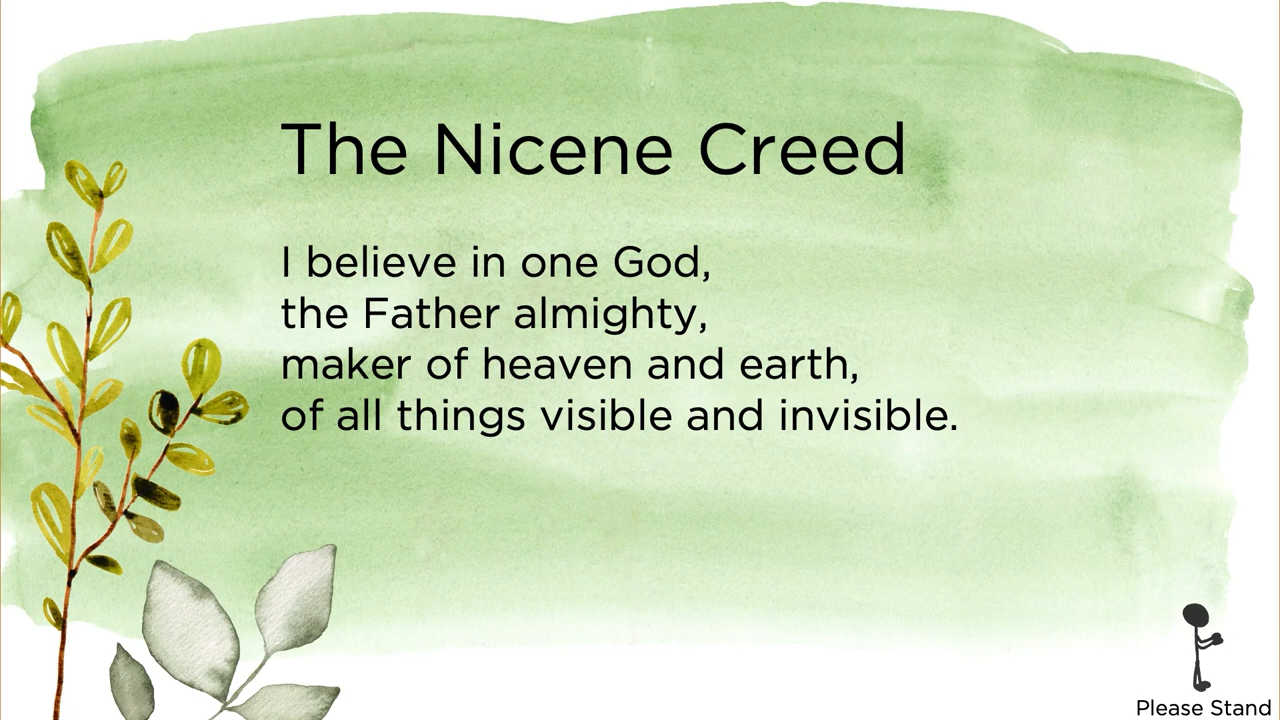 The Nicene Creed
I believe in one God,
the Father almighty,
maker of heaven and earth,
of all things visible and invisible.
Please Stand